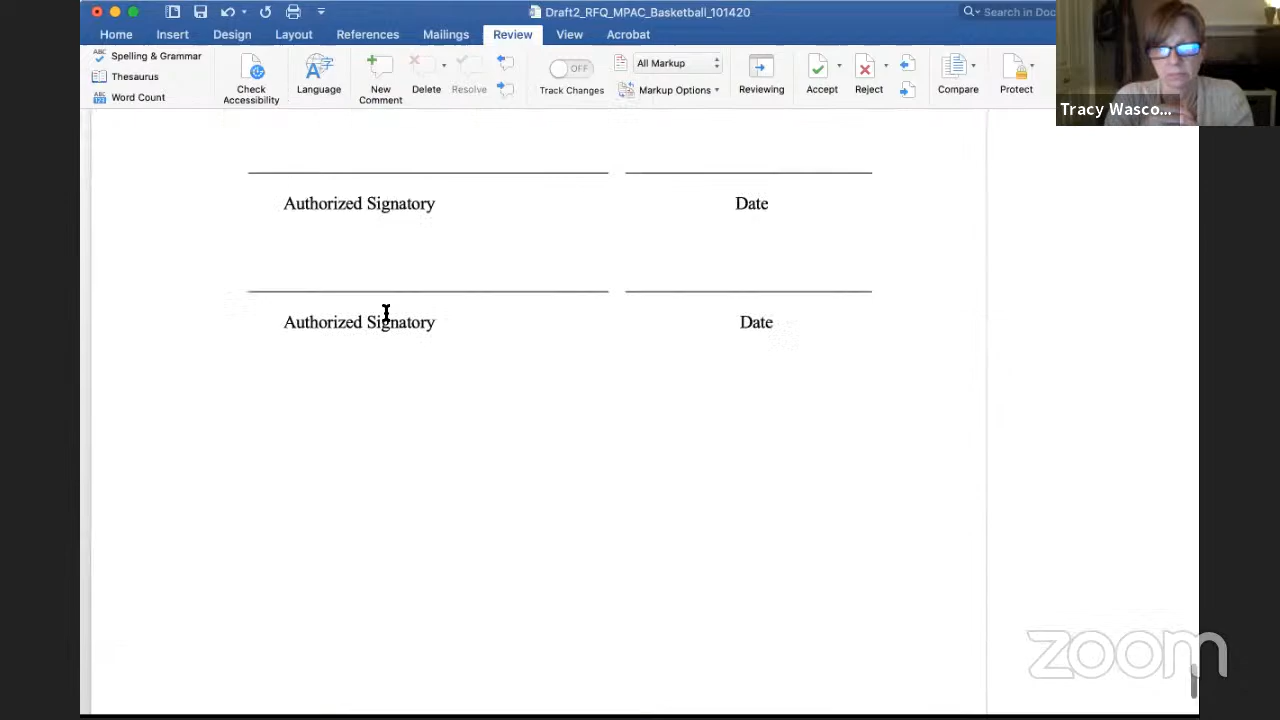 Draft2_RFQ_MPAC_Basketball_101420
Search in Doc
Home Insert Design Layout References Mailings Review View Acrobat
Spelling & Grammar
Thesaurus
Word Count
Check Accessibility
Language
New Comment
Delete
Resolve
OFF
Track Changes
All Markup
Markup Options
Reviewing
Accept
Reject
Compare
Protect
Tracy Wasco...
Authorized Signatory Date
Authorized Signatory Date
zoom